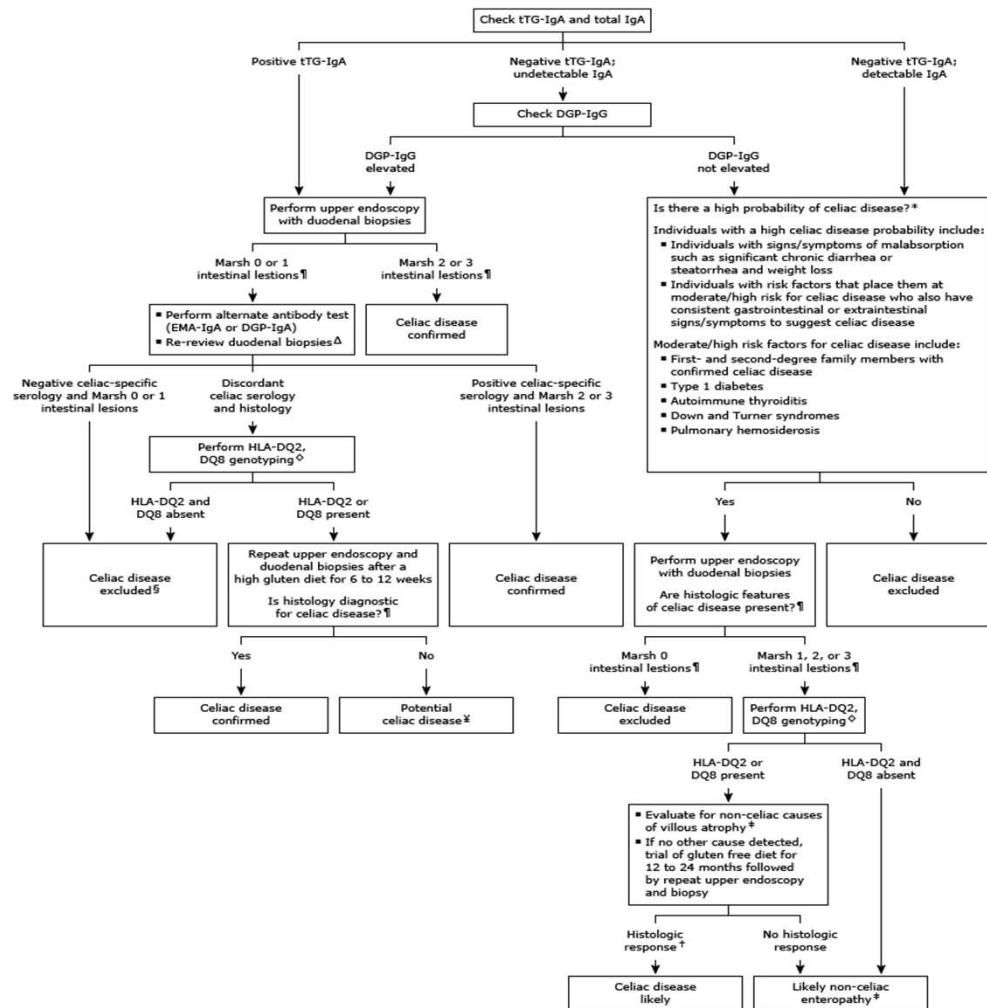 Check tTG-IgA and total IgA
Positive tTG-IgA
Negative tTG-IgA;
undetectable IgA
Negative tTG-IgA;
detectable IgA
Check DGP-IgG
DGP-IgG
elevated
DGP-IgG
not elevated
Perform upper endoscopy
with duodenal biopsies
Is there a high probability of celiac disease?*
Individuals with a high celiac disease probability include:
▪ Individuals with signs/symptoms of malabsorption
such as significant chronic diarrhea or
steatorrhea and weight loss
▪ Individuals with risk factors that place them at
moderate/high risk for celiac disease who also have
consistent gastrointestinal or extraintestinal
signs/symptoms to suggest celiac disease
Moderate/high risk factors for celiac disease include:
▪ First- and second-degree family members with
confirmed celiac disease
▪ Type 1 diabetes
▪ Autoimmune thyroiditis
▪ Down and Turner syndromes
▪ Pulmonary hemosiderosis
Marsh 0 or 1
intestinal lesions¶
Marsh 2 or 3
intestinal lesions¶
▪ Perform alternate antibody test
(EMA-IgA or DGP-IgA)
▪ Re-review duodenal biopsiesΔ
Celiac disease
confirmed
Negative celiac-specific
serology and Marsh 0 or 1
intestinal lesions
Discordant
celiac serology
and histology
Positive celiac-specific
serology and Marsh 2 or 3
intestinal lesions
Perform HLA-DQ2,
DQ8 genotyping◇
HLA-DQ2 and
DQ8 absent
HLA-DQ2 or
DQ8 present
Yes
No
Celiac disease
excluded§
Repeat upper endoscopy and
duodenal biopsies after a
high gluten diet for 6 to 12 weeks
Is histology diagnostic
for celiac disease?¶
Celiac disease
confirmed
Perform upper endoscopy
with duodenal biopsies
Are histologic features
of celiac disease present?¶
Celiac disease
excluded
Yes
No
Marsh 0
intestinal lesions¶
Marsh 1, 2, or 3
intestinal lesions¶
Celiac disease
confirmed
Potential
celiac disease¥
Celiac disease
excluded
Perform HLA-DQ2,
DQ8 genotyping◇
HLA-DQ2 or
DQ8 present
HLA-DQ2 and
DQ8 absent
▪ Evaluate for non-celiac causes
of villous atrophy‡
▪ If no other cause detected,
trial of gluten free diet for
12 to 24 months followed
by repeat upper endoscopy
and biopsy
Histologic
response†
No histologic
response
Celiac disease
likely
Likely non-celiac
enteropathy‡